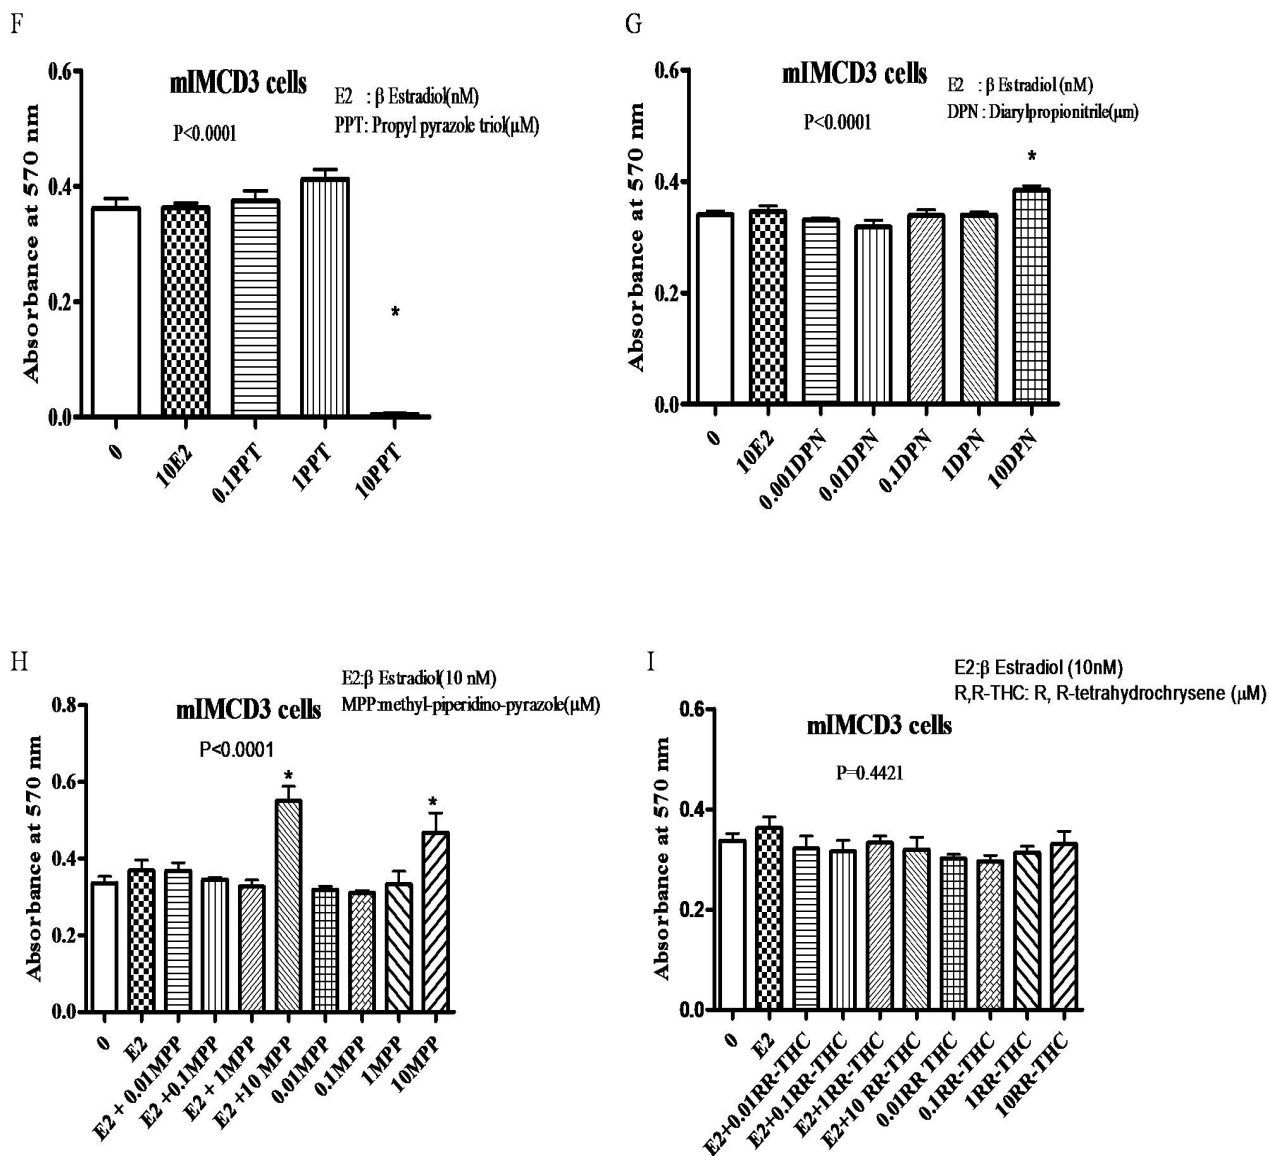 F
mIMCD3 cells
P<0.0001
E2 : β Estradiol(nM)
PPT: Propyl pyrazole triol(μM)
Absorbance at 570 nm
0.6
0.4
0.2
0.0
*
0
10E2
0.1PPT
1PPT
10PPT
G
mIMCD3 cells
P<0.0001
E2 : β Estradiol (nM)
DPN : Diarylpropionitrile(μm)
Absorbance at 570 nm
0.6
0.4
0.2
0.0
*
0
10E2
0.001DPN
0.01DPN
0.1DPN
1DPN
10DPN
H
E2:β Estradiol(10 nM)
MPP:methyl-piperidino-pyrazole(μM)
mIMCD3 cells
P<0.0001
Absorbance at 570 nm
0.8
0.6
0.4
0.2
0.0
*
*
0
E2
E2 + 0.01MPP
E2 +0.1MPP
E2 + 1MPP
E2 +10 MPP
0.01MPP
0.1MPP
1MPP
10MPP
I
E2:β Estradiol (10nM)
R,R-THC: R, R-tetrahydrochrysene (μM)
mIMCD3 cells
P=0.4421
Absorbance at 570 nm
0.6
0.4
0.2
0.0
0
E2
E2+0.01RR-THC
E2+0.1RR-THC
E2+1RR-THC
E2+10 RR-THC
0.01RR THC
0.1RR-THC
1RR-THC
10RR-THC